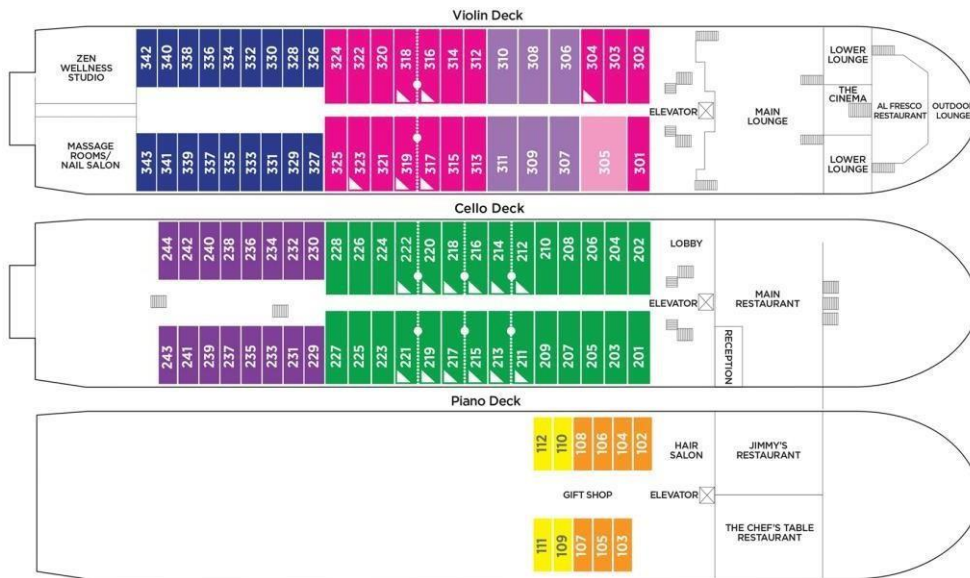 Violin Deck
ZEN
WELLNESS
STUDIO
342
340
338
336
334
332
330
328
326
324
322
320
318
316
314
312
310
308
306
304
303
302
ELEVATOR
MAIN
LOUNGE
LOWER
LOUNGE
THE
CINEMA
AL FRESCO
RESTAURANT
OUTDOOR
LOUNGE
MASSAGE
ROOMS/
NAIL SALON
343
341
339
337
335
333
331
329
327
325
323
321
319
317
315
313
311
309
307
305
301
LOWER
LOUNGE
Cello Deck
244
242
240
238
236
234
232
230
228
226
224
222
220
218
216
214
212
210
208
206
204
202
LOBBY
ELEVATOR
MAIN
RESTAURANT
243
241
239
237
235
233
231
229
227
225
223
221
219
217
215
213
211
209
207
205
203
201
RECEPTION
Piano Deck
112
110
108
106
104
102
HAIR
SALON
JIMMY'S
RESTAURANT
GIFT SHOP
ELEVATOR
111
109
107
105
103
THE CHEF'S TABLE
RESTAURANT